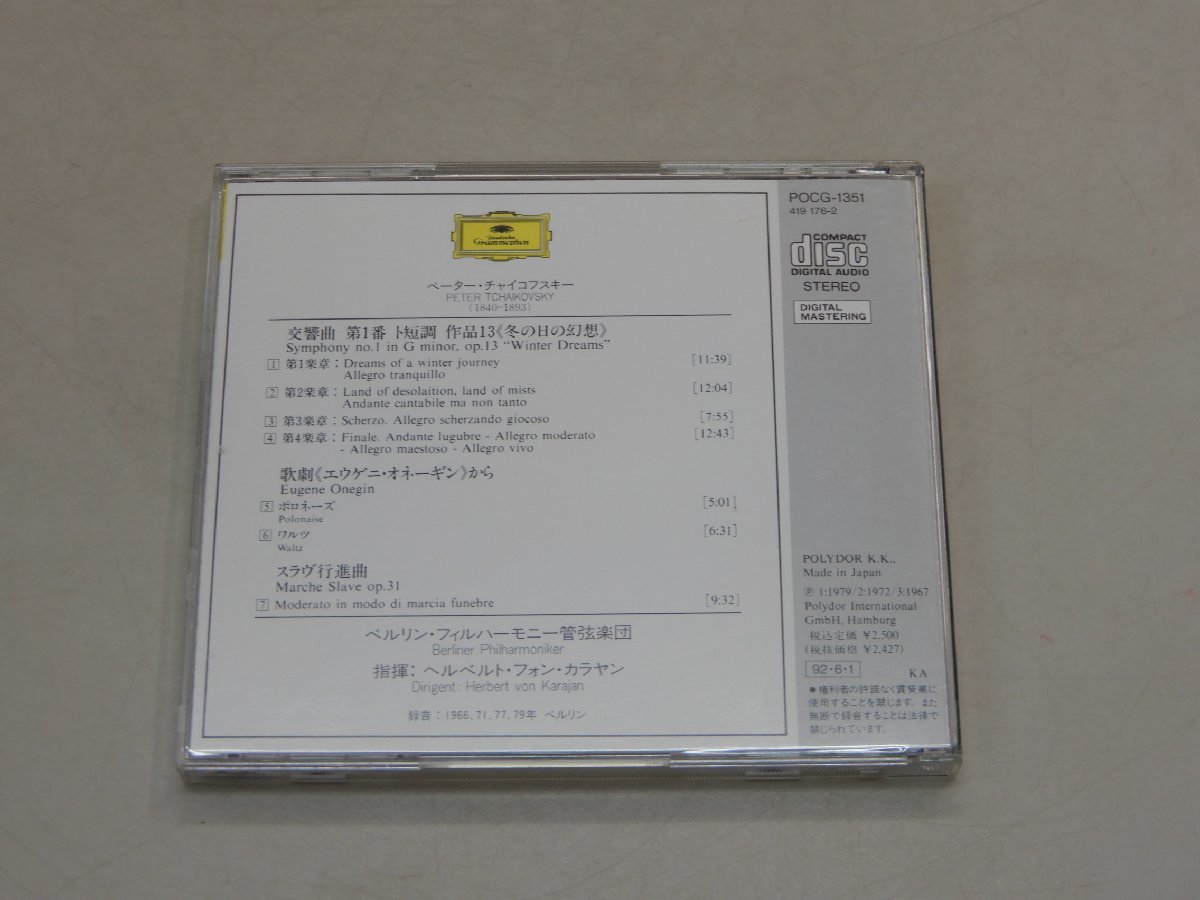 Deutsche
Grammophon
ペーター・チャイコフスキー
PETER TCHAIKOVSKY
(1840-1893)
交響曲 第1番 ト短調 作品13《冬の日の幻想》
Symphony no.1 in G minor, op.13 "Winter Dreams"
1 第1楽章：Dreams of a winter journey [11:39]
Allegro tranquillo
2 第2楽章：Land of desolaition, land of mists [12:04]
Andante cantabile ma non tanto
3 第3楽章：Scherzo. Allegro scherzando giocoso [7:55]
4 第4楽章：Finale. Andante lugubre - Allegro moderato [12:43]
- Allegro maestoso - Allegro vivo
歌劇《エウゲニ・オネーギン》から
Eugene Onegin
5 ポロネーズ [5:01]
Polonaise
6 ワルツ [6:31]
Waltz
スラヴ行進曲
Marche Slave op.31
7 Moderato in modo di marcia funebre [9:32]
ベルリン・フィルハーモニー管弦楽団
Berliner Philharmoniker
指揮：ヘルベルト・フォン・カラヤン
Dirigent: Herbert von Karajan
録音：1966, 71, 77, 79年 ベルリン
POCG-1351
419 176-2
COMPACT
disc
DIGITAL AUDIO
STEREO
DIGITAL
MASTERING
POLYDOR K.K.,
Made in Japan
Ⓟ 1:1979/2:1972/3:1967
Polydor International
GmbH, Hamburg
税込定価 ¥2,500
(税抜価格 ¥2,427)
92・6・1 KA
●権利者の許諾なく賃貸業に
使用することを禁じます。また
無断で録音することは法律で
禁じられています。